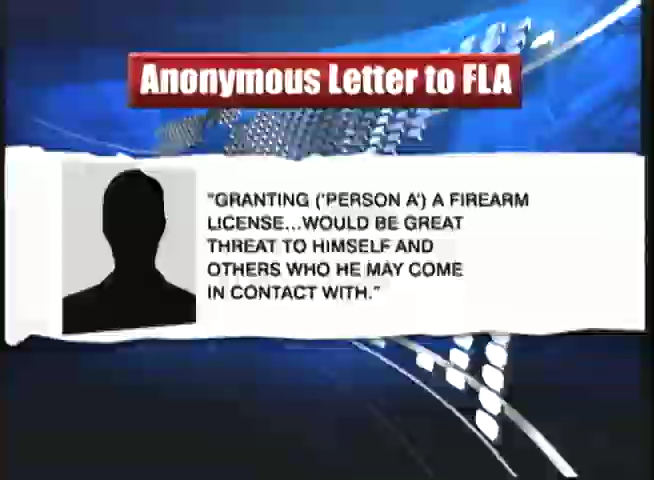 Anonymous Letter to FLA
"GRANTING ('PERSON A') A FIREARM
LICENSE...WOULD BE GREAT
THREAT TO HIMSELF AND
OTHERS WHO HE MAY COME
IN CONTACT WITH."